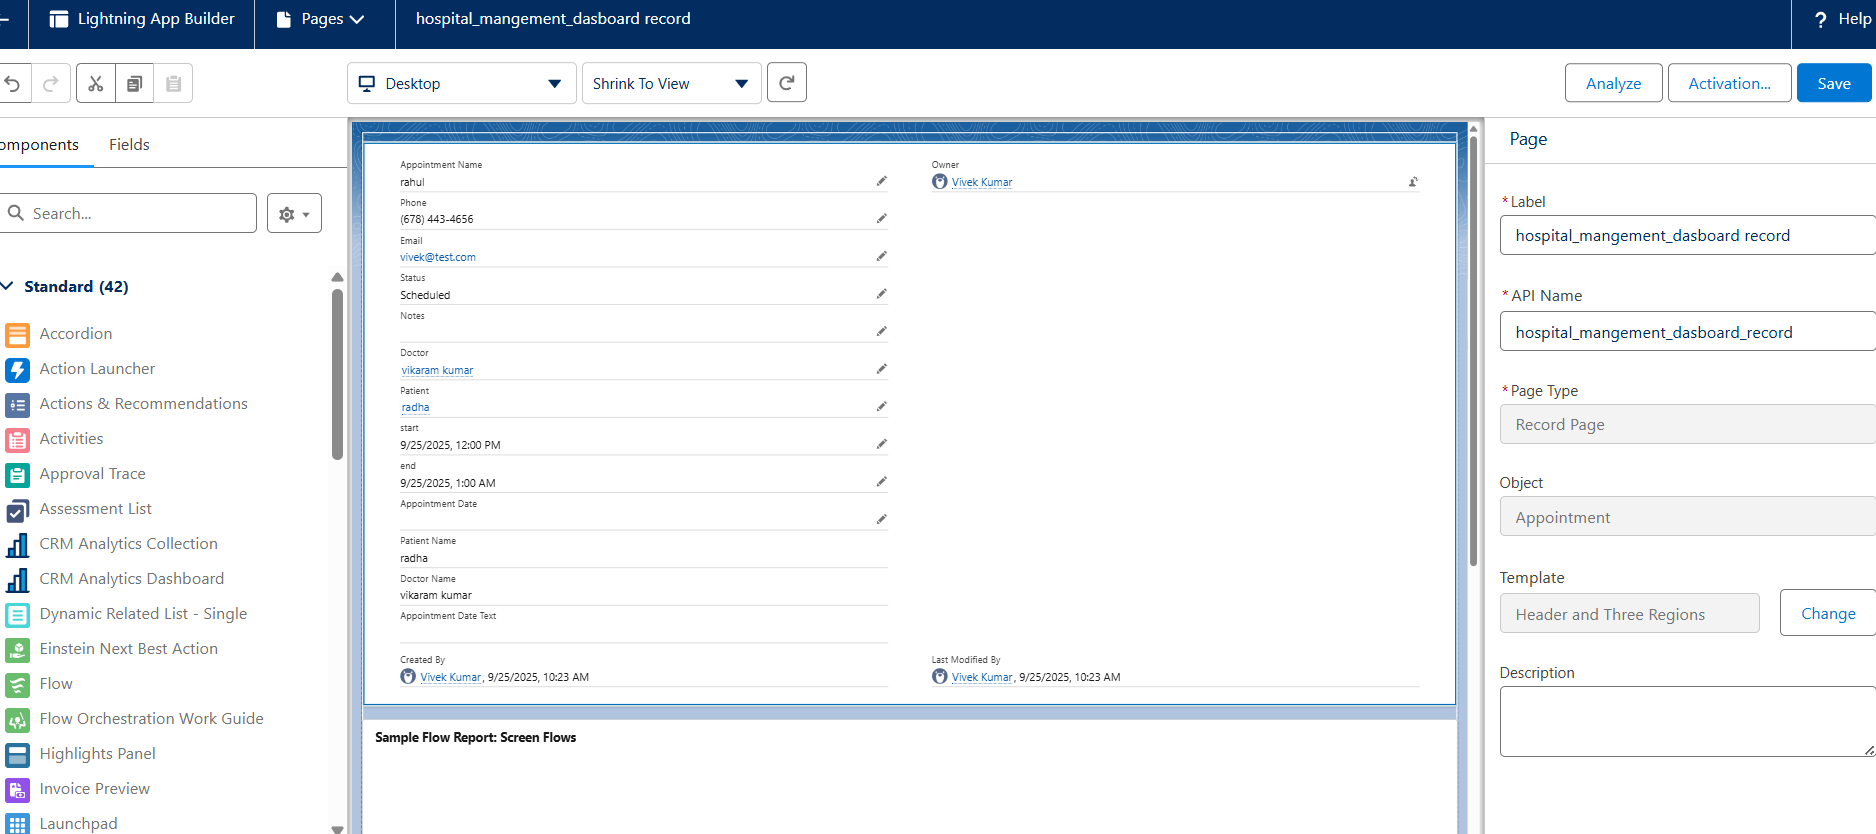 Lightning App Builder
Pages
hospital_mangement_dasboard record
? Help
Desktop
Shrink To View
Analyze
Activation...
Save
omponents
Fields
Search...
Standard (42)
Accordion
Action Launcher
Actions & Recommendations
Activities
Approval Trace
Assessment List
CRM Analytics Collection
CRM Analytics Dashboard
Dynamic Related List - Single
Einstein Next Best Action
Flow
Flow Orchestration Work Guide
Highlights Panel
Invoice Preview
Launchpad
Appointment Name
rahul
Phone
(678) 443-4656
Email
vivek@test.com
Status
Scheduled
Notes
Doctor
vikaram kumar
Patient
radha
start
9/25/2025, 12:00 PM
end
9/25/2025, 1:00 AM
Appointment Date
Patient Name
radha
Doctor Name
vikaram kumar
Appointment Date Text
Created By
Vivek Kumar, 9/25/2025, 10:23 AM
Owner
Vivek Kumar
Last Modified By
Vivek Kumar, 9/25/2025, 10:23 AM
Sample Flow Report: Screen Flows
Page
*Label
hospital_mangement_dasboard record
*API Name
hospital_mangement_dasboard_record
*Page Type
Record Page
Object
Appointment
Template
Header and Three Regions
Change
Description